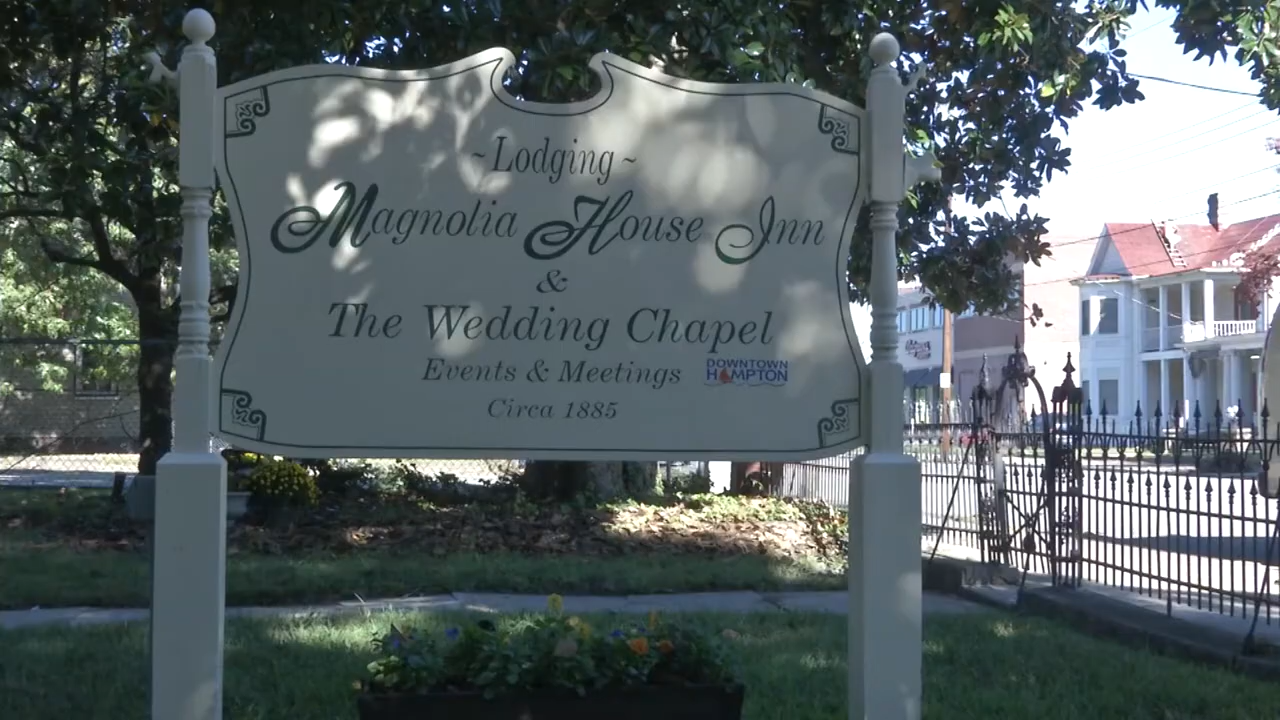 ~Lodging~
Magnolia House Inn
&
The Wedding Chapel
Events & Meetings
DOWNTOWN
HAMPTON
Circa 1885